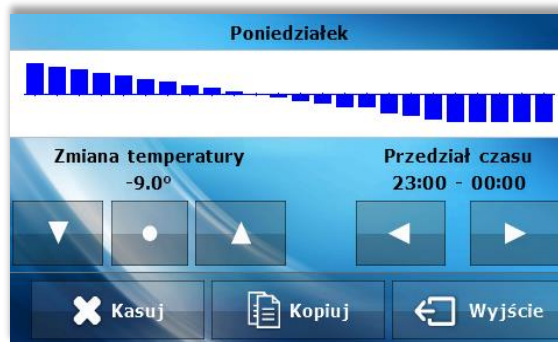 Poniedziałek
Zmiana temperatury
-9.0°
Przedział czasu
23:00 - 00:00
Kasuj
Kopiuj
Wyjście